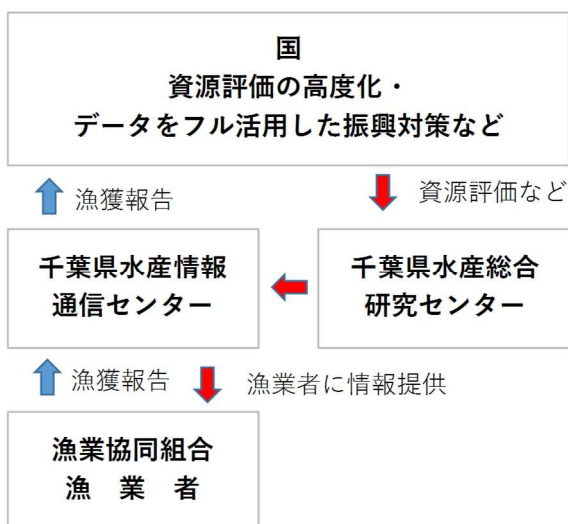 国
資源評価の高度化・
データをフル活用した振興対策など
漁獲報告
資源評価など
千葉県水産情報
通信センター
千葉県水産総合
研究センター
漁獲報告
漁業者に情報提供
漁業協同組合
漁　業　者